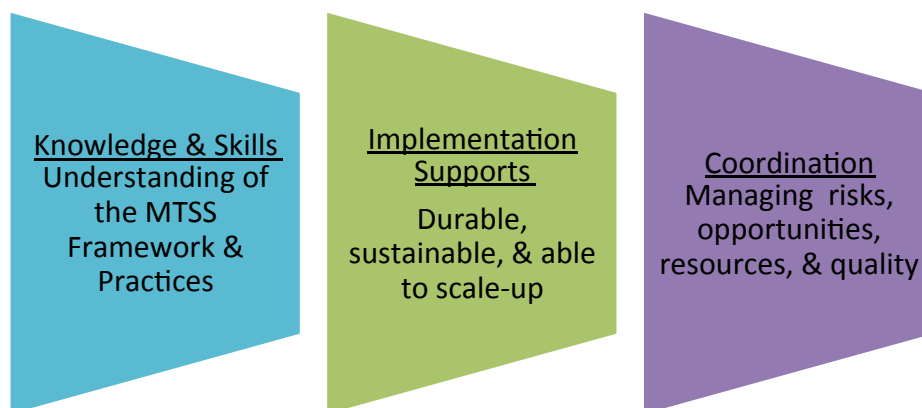 Knowledge & Skills
Understanding of
the MTSS
Framework &
Practices
Implementation
Supports
Durable,
sustainable, & able
to scale-up
Coordination
Managing risks,
opportunities,
resources, & quality